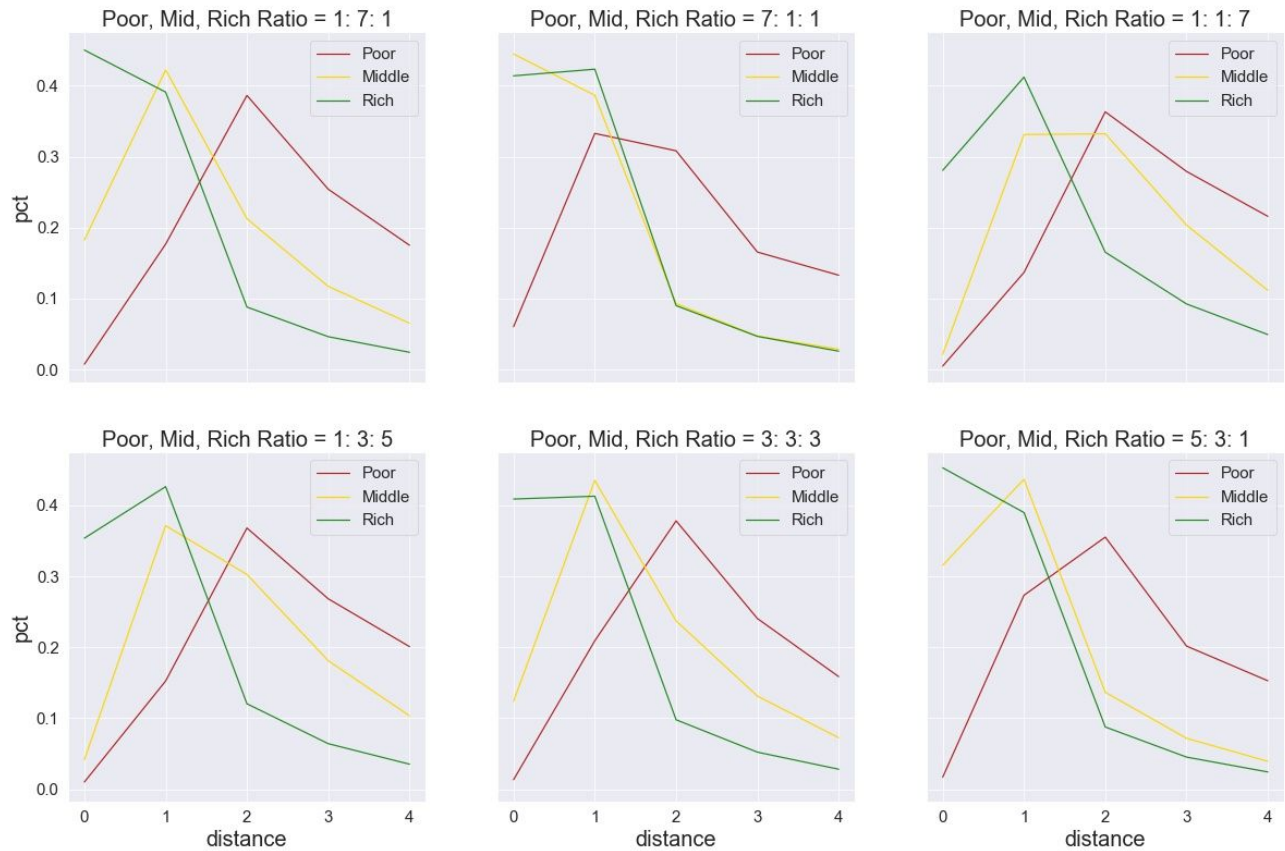 Poor, Mid, Rich Ratio = 1: 7: 1
Poor
Middle
Rich
0.4
0.3
0.2
0.1
0.0
pct
Poor, Mid, Rich Ratio = 7: 1: 1
Poor
Middle
Rich
Poor, Mid, Rich Ratio = 1: 1: 7
Poor
Middle
Rich
Poor, Mid, Rich Ratio = 1: 3: 5
Poor
Middle
Rich
0.4
0.3
0.2
0.1
0.0
pct
0 1 2 3 4
distance
Poor, Mid, Rich Ratio = 3: 3: 3
Poor
Middle
Rich
0 1 2 3 4
distance
Poor, Mid, Rich Ratio = 5: 3: 1
Poor
Middle
Rich
0 1 2 3 4
distance